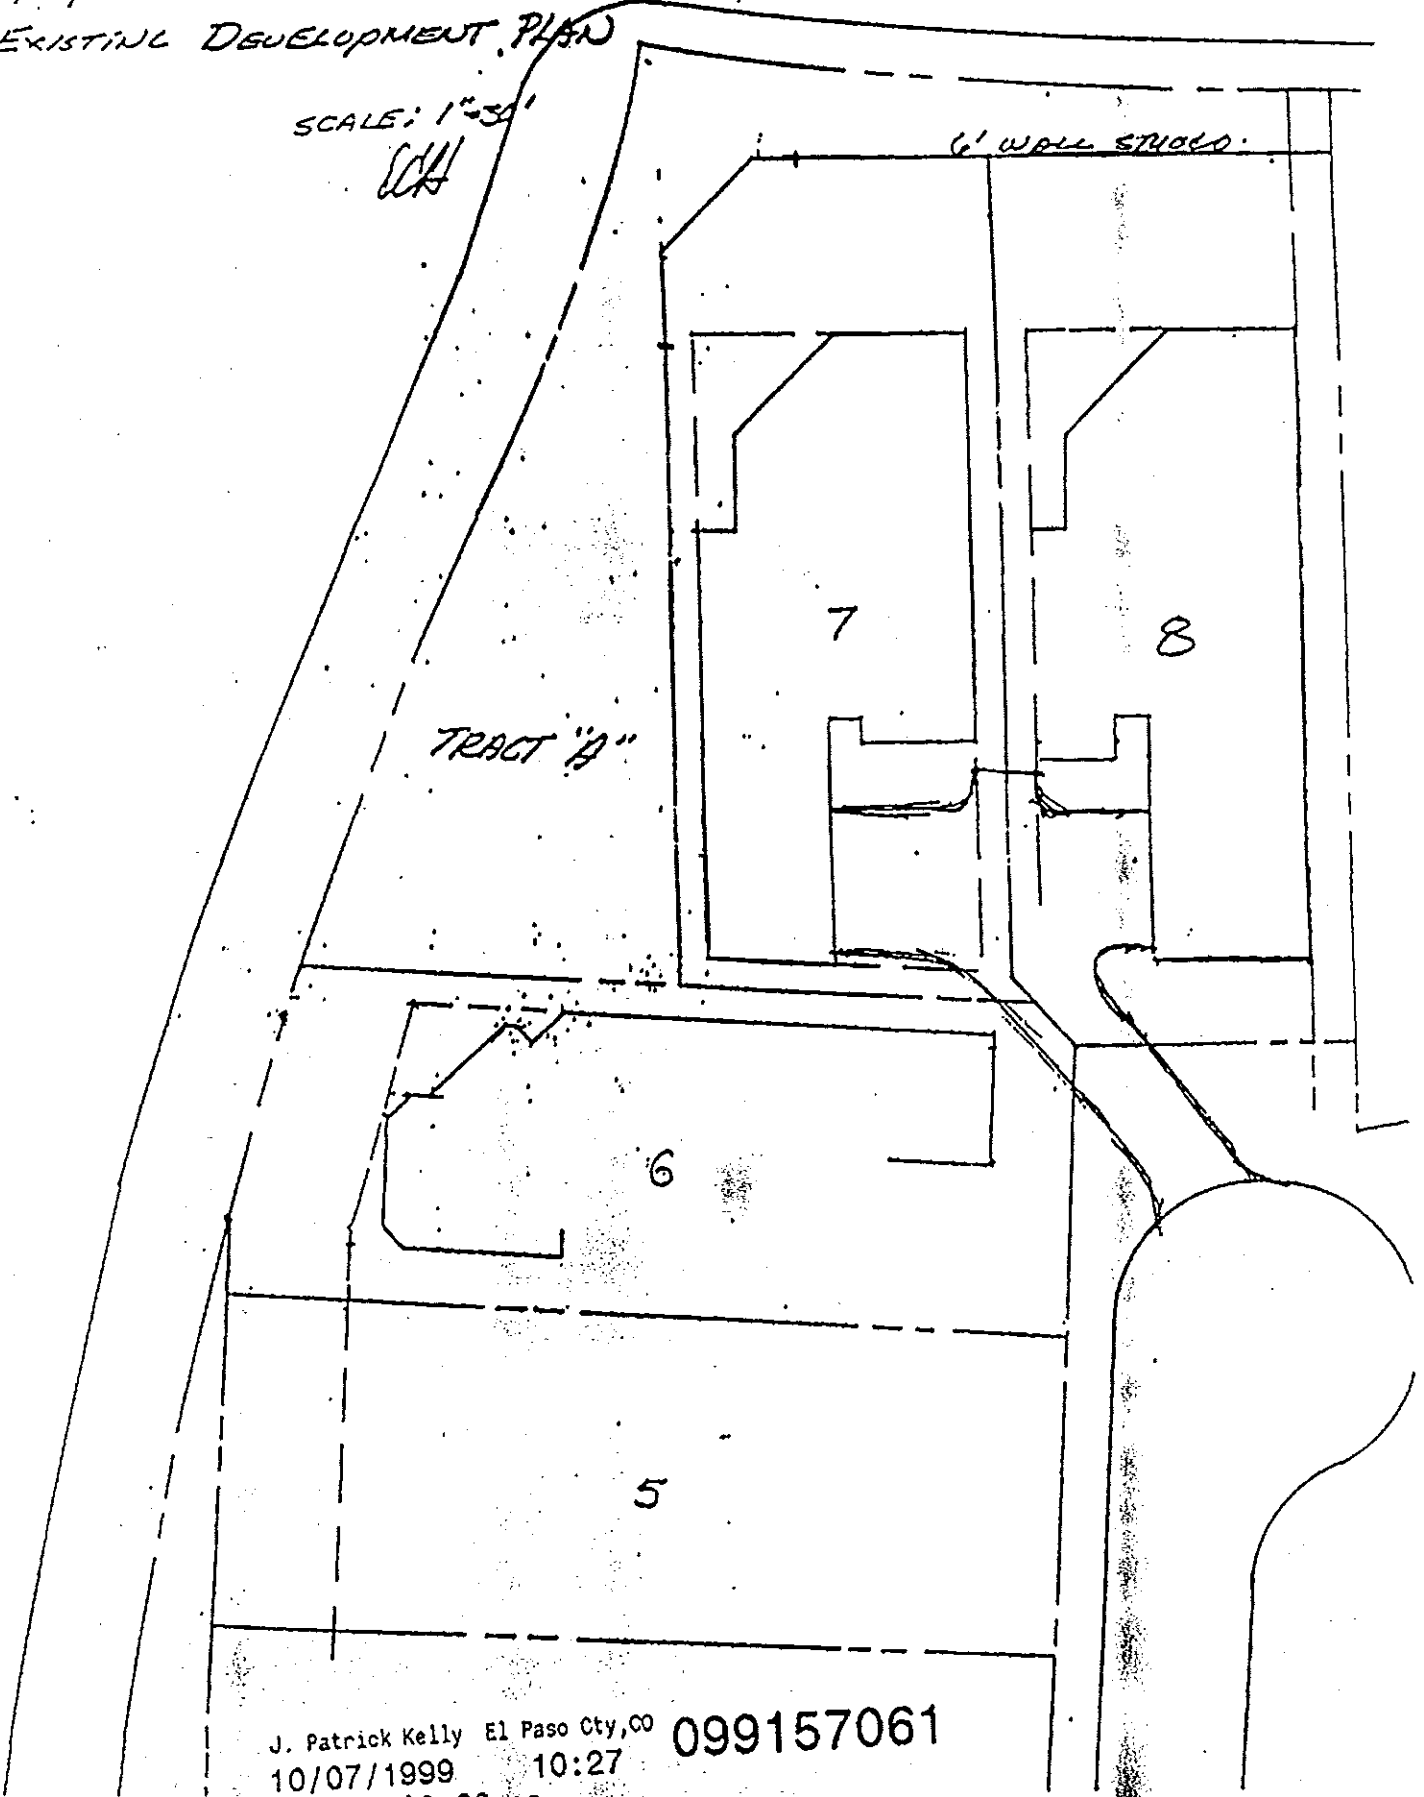 EXISTING DEVELOPMENT PLAN
SCALE: 1"=30'
6' WALL STUCCO
7
8
TRACT "A"
6
5
J. Patrick Kelly El Paso Cty,CO 099157061
10/07/1999 10:27